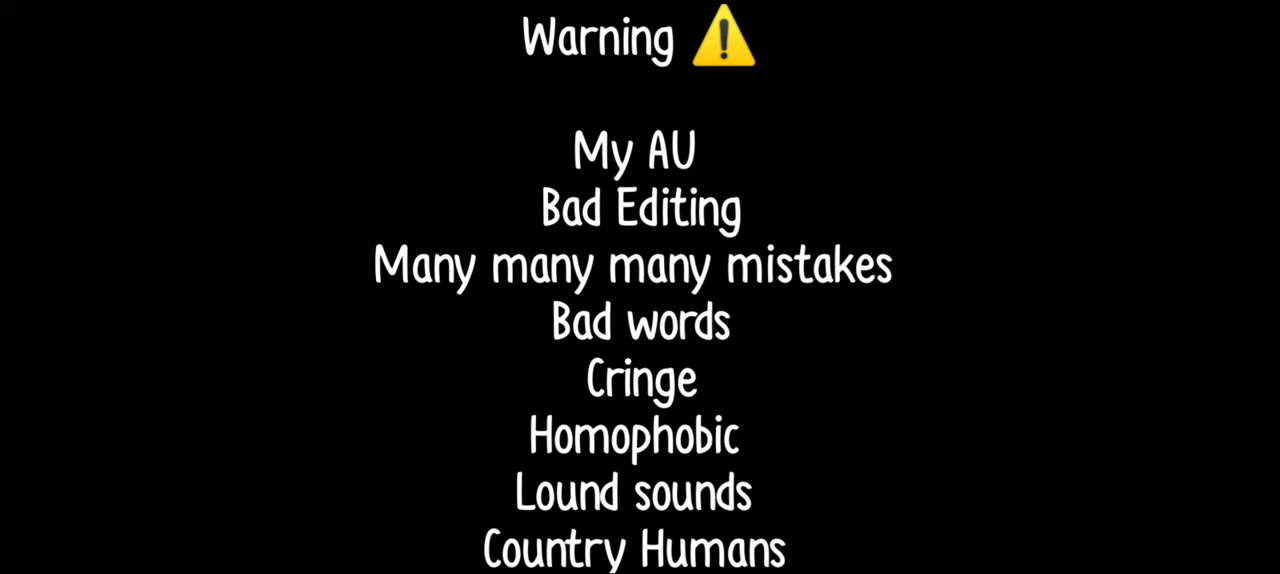 Warning ⚠️
My AU
Bad Editing
Many many many mistakes
Bad words
Cringe
Homophobic
Lound sounds
Country Humans